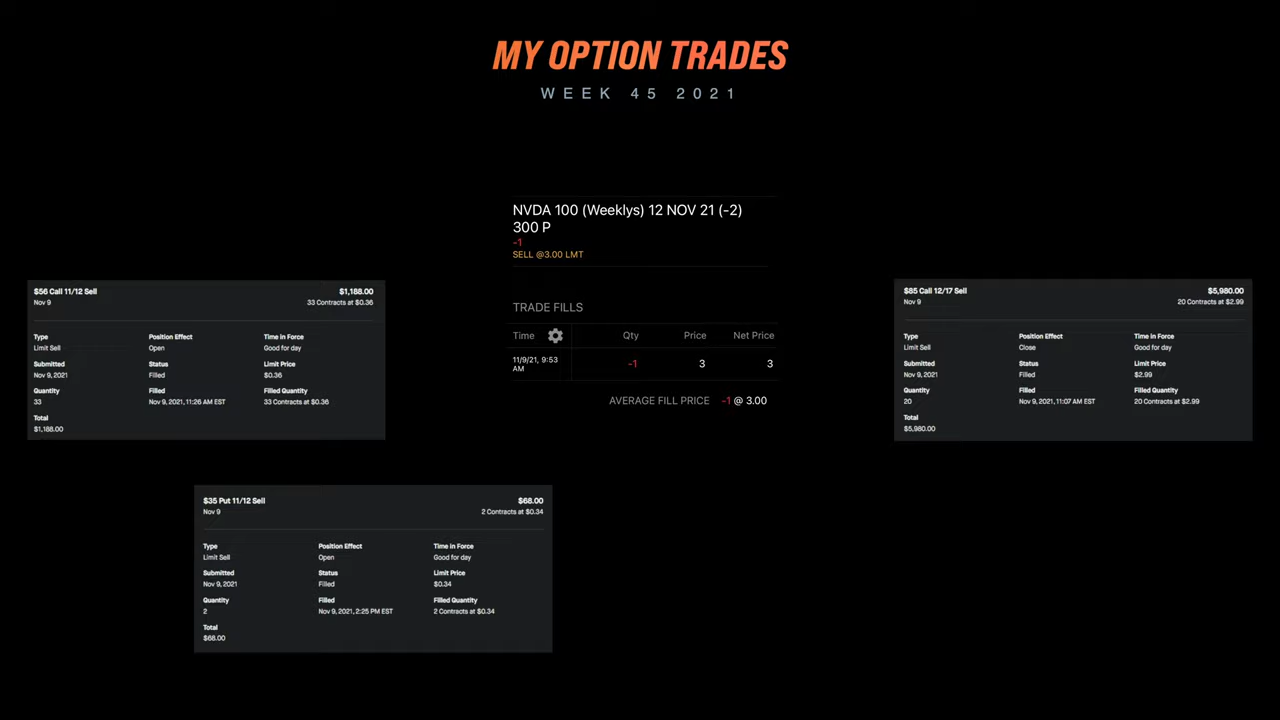 MY OPTION TRADES
WEEK 45 2021
NVDA 100 (Weeklys) 12 NOV 21 (-2)
300 P
-1
SELL @3.00 LMT
TRADE FILLS
Time Qty Price Net Price
11/9/21, 9:53
AM
-1 3 3
AVERAGE FILL PRICE -1 @ 3.00
$56 Call 11/12 Sell $1,188.00
Nov 9 33 Contracts at $0.36
Type Position Effect Time in Force
Limit Sell Open Good for day
Submitted Status Limit Price
Nov 9, 2021 Filled $0.36
Quantity Filled Filled Quantity
33 Nov 9, 2021, 11:26 AM EST 33 Contracts at $0.36
Total
$1,188.00
$85 Call 12/17 Sell $5,980.00
Nov 9 20 Contracts at $2.99
Type Position Effect Time in Force
Limit Sell Close Good for day
Submitted Status Limit Price
Nov 9, 2021 Filled $2.99
Quantity Filled Filled Quantity
20 Nov 9, 2021, 11:07 AM EST 20 Contracts at $2.99
Total
$5,980.00
$35 Put 11/12 Sell $68.00
Nov 9 2 Contracts at $0.34
Type Position Effect Time in Force
Limit Sell Open Good for day
Submitted Status Limit Price
Nov 9, 2021 Filled $0.34
Quantity Filled Filled Quantity
2 Nov 9, 2021, 2:25 PM EST 2 Contracts at $0.34
Total
$68.00